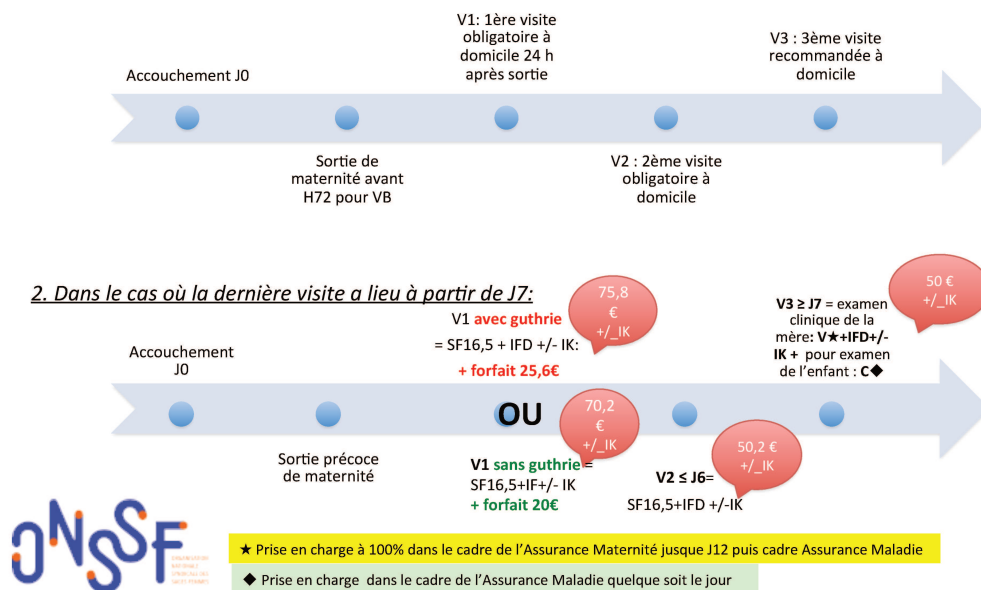 V1: 1ère visite
obligatoire à
domicile 24 h
après sortie
V3 : 3ème visite
recommandée à
domicile
Accouchement J0
Sortie de
maternité avant
H72 pour VB
V2 : 2ème visite
obligatoire à
domicile
2. Dans le cas où la dernière visite a lieu à partir de J7:
75,8
€
+/_IK
50 €
+/_IK
V1 avec guthrie
= SF16,5 + IFD +/- IK:
+ forfait 25,6€
V3 ≥ J7 = examen
clinique de la
mère: V★+IFD+/-
IK + pour examen
de l'enfant : C◆
Accouchement
J0
OU
70,2
€
+/_IK
50,2 €
+/_IK
Sortie précoce
de maternité
V1 sans guthrie =
SF16,5+IF+/- IK
+ forfait 20€
V2 ≤ J6=
SF16,5+IFD +/-IK
ONSSF
★ Prise en charge à 100% dans le cadre de l'Assurance Maternité jusque J12 puis cadre Assurance Maladie
◆ Prise en charge dans le cadre de l'Assurance Maladie quelque soit le jour